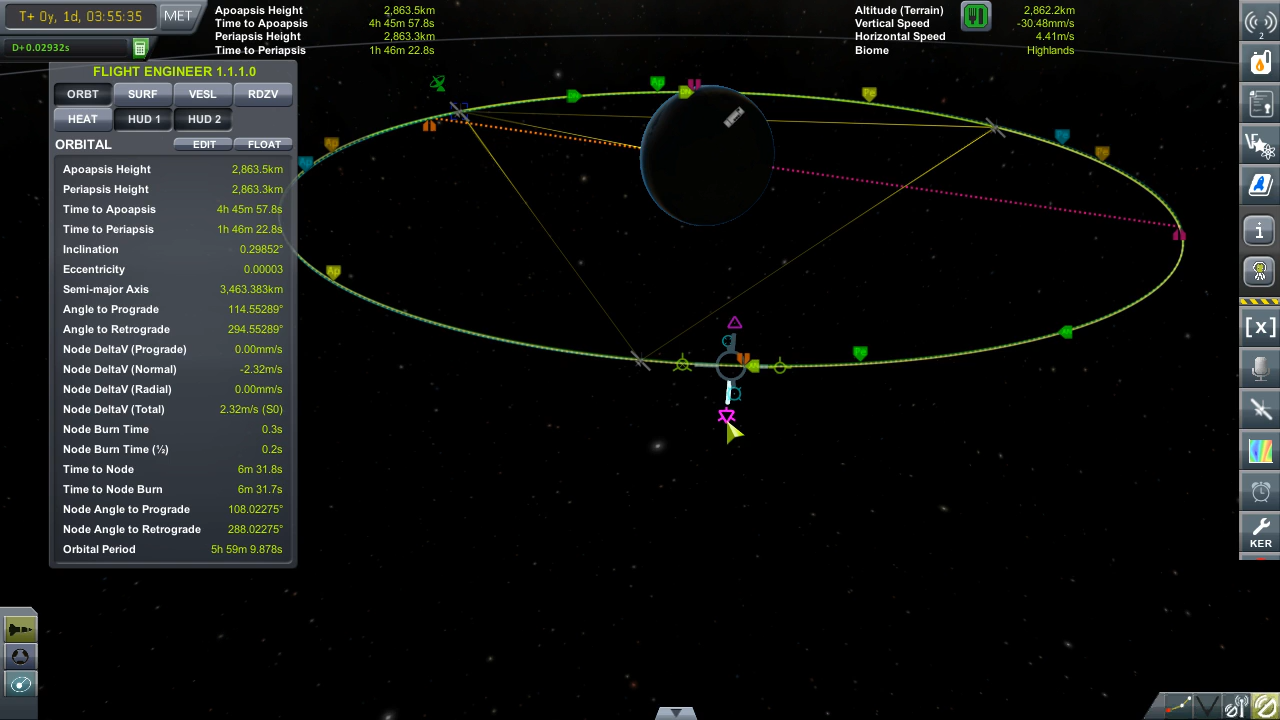 T+ 0y, 1d, 03:55:35 MET
D+0.02932s
Apoapsis Height 2,863.5km
Time to Apoapsis 4h 45m 57.8s
Periapsis Height 2,863.3km
Time to Periapsis 1h 46m 22.8s
Altitude (Terrain) 2,862.2km
Vertical Speed -30.48mm/s
Horizontal Speed 4.41m/s
Biome Highlands
FLIGHT ENGINEER 1.1.1.0
ORBT SURF VESL RDZV
HEAT HUD 1 HUD 2
ORBITAL EDIT FLOAT
Apoapsis Height 2,863.5km
Periapsis Height 2,863.3km
Time to Apoapsis 4h 45m 57.8s
Time to Periapsis 1h 46m 22.8s
Inclination 0.29852°
Eccentricity 0.00003
Semi-major Axis 3,463.383km
Angle to Prograde 114.55289°
Angle to Retrograde 294.55289°
Node DeltaV (Prograde) 0.00mm/s
Node DeltaV (Normal) -2.32m/s
Node DeltaV (Radial) 0.00mm/s
Node DeltaV (Total) 2.32m/s (S0)
Node Burn Time 0.3s
Node Burn Time (½) 0.2s
Time to Node 6m 31.8s
Time to Node Burn 6m 31.7s
Node Angle to Prograde 108.02275°
Node Angle to Retrograde 288.02275°
Orbital Period 5h 59m 9.878s
Ap
Pe
Ap
Pe
2
i
[x]
KER